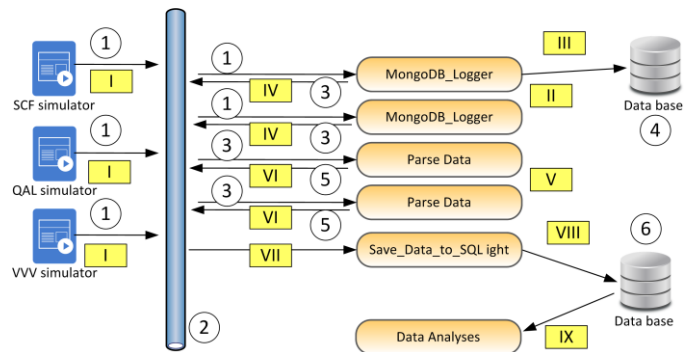 1
I
SCF simulator
1
I
QAL simulator
1
I
VVV simulator
2
1
IV
3
1
IV
3
3
VI
5
3
VI
5
VII
MongoDB_Logger
MongoDB_Logger
Parse Data
Parse Data
Save_Data_to_SQL ight
Data Analyses
III
II
V
VIII
IX
Data base
4
6
Data base